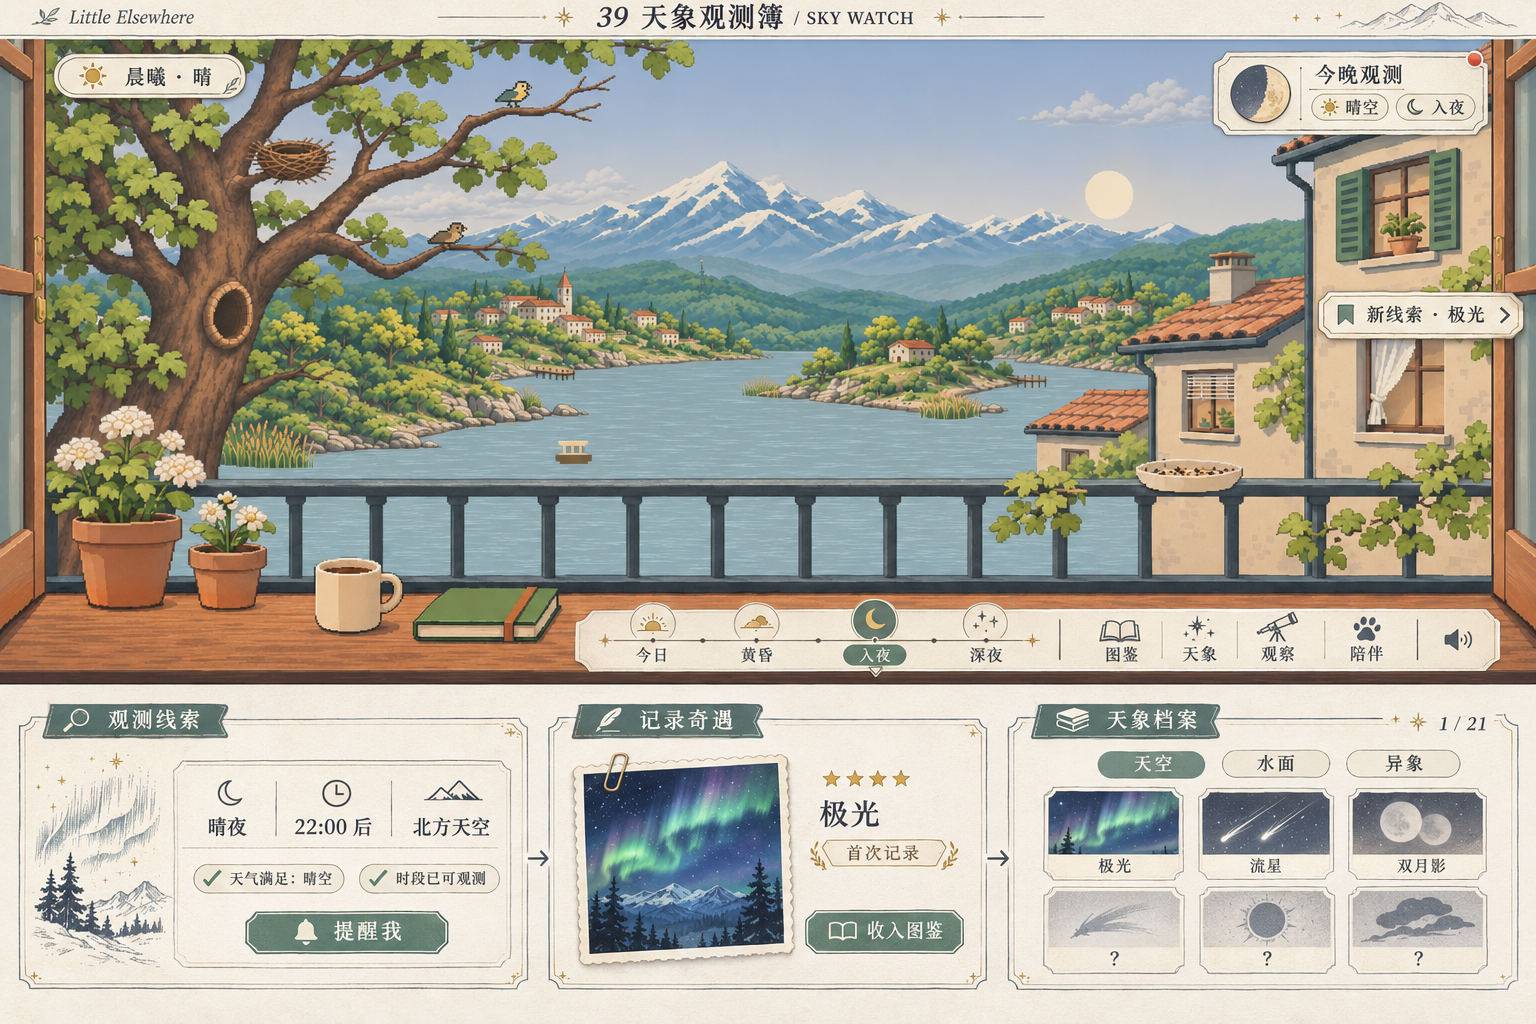 Little Elsewhere
39 天象观测簿 / SKY WATCH
晨曦 · 晴
今晚观测
晴空 入夜
新线索 · 极光
今日 黄昏 入夜 深夜 图鉴 天象 观察 陪伴
观测线索
晴夜 22:00 后 北方天空
天气满足：晴空 时段已可观测
提醒我
记录奇遇
极光
首次记录
收入图鉴
天象档案 1 / 21
天空 水面 异象
极光 流星 双月影
? ? ?